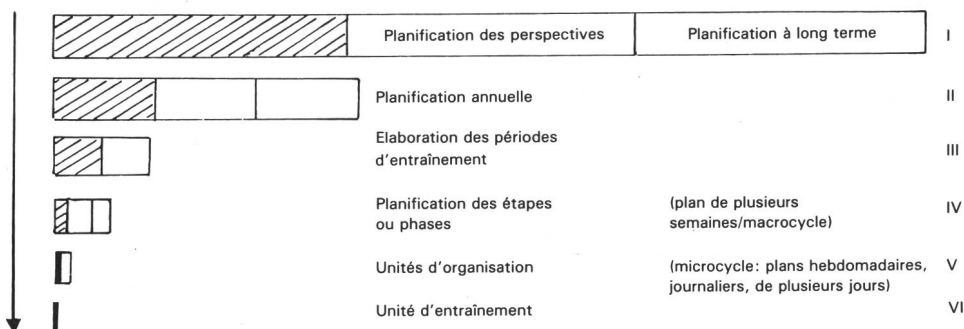 Planification des perspectives Planification à long terme I
Planification annuelle II
Elaboration des périodes
d'entraînement III
Planification des étapes (plan de plusieurs IV
ou phases semaines/macrocycle)
Unités d'organisation (microcycle: plans hebdomadaires, V
journaliers, de plusieurs jours)
Unité d'entraînement VI